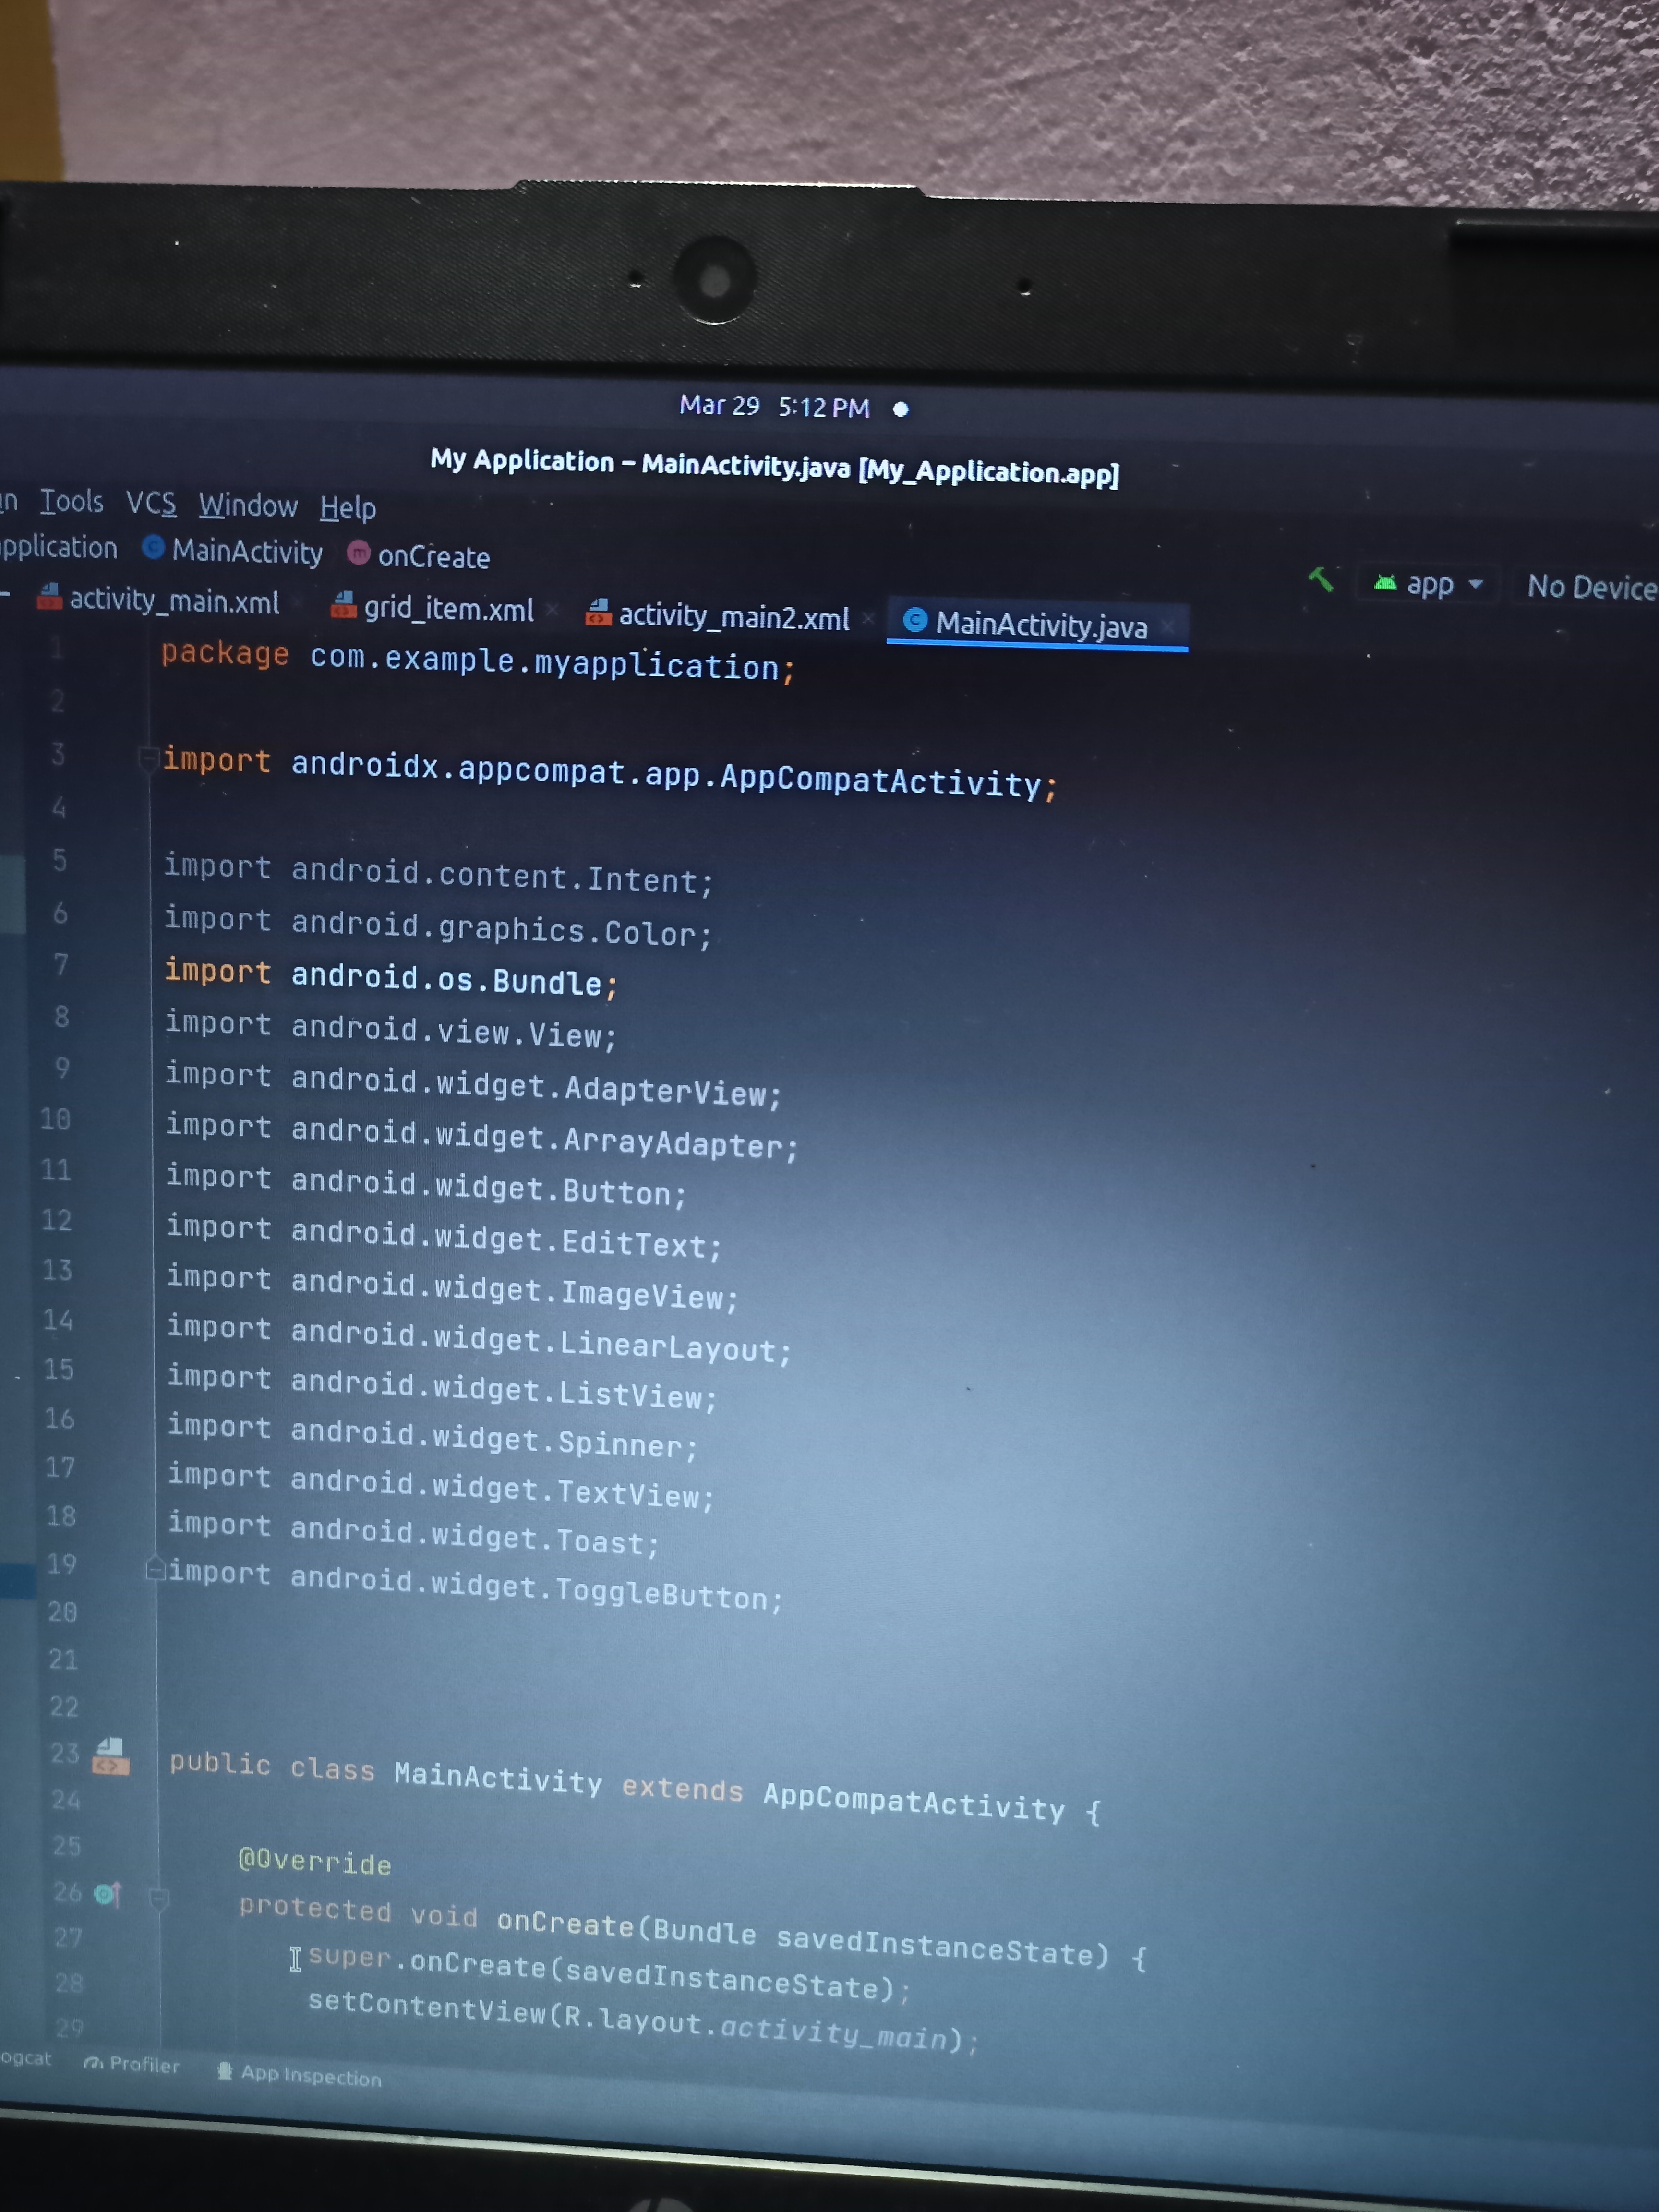 Mar 29 5:12 PM
My Application – MainActivity.java [My_Application.app]
Tools VCS Window Help
MainActivity onCreate
app No Device
activity_main.xml grid_item.xml activity_main2.xml MainActivity.java
1 package com.example.myapplication;
2
3 import androidx.appcompat.app.AppCompatActivity;
4
5 import android.content.Intent;
6 import android.graphics.Color;
7 import android.os.Bundle;
8 import android.view.View;
9 import android.widget.AdapterView;
10 import android.widget.ArrayAdapter;
11 import android.widget.Button;
12 import android.widget.EditText;
13 import android.widget.ImageView;
14 import android.widget.LinearLayout;
15 import android.widget.ListView;
16 import android.widget.Spinner;
17 import android.widget.TextView;
18 import android.widget.Toast;
19 import android.widget.ToggleButton;
20
21
22
23 public class MainActivity extends AppCompatActivity {
24
25 @Override
26 protected void onCreate(Bundle savedInstanceState) {
27 super.onCreate(savedInstanceState);
28 setContentView(R.layout.activity_main);
29
Profiler App Inspection